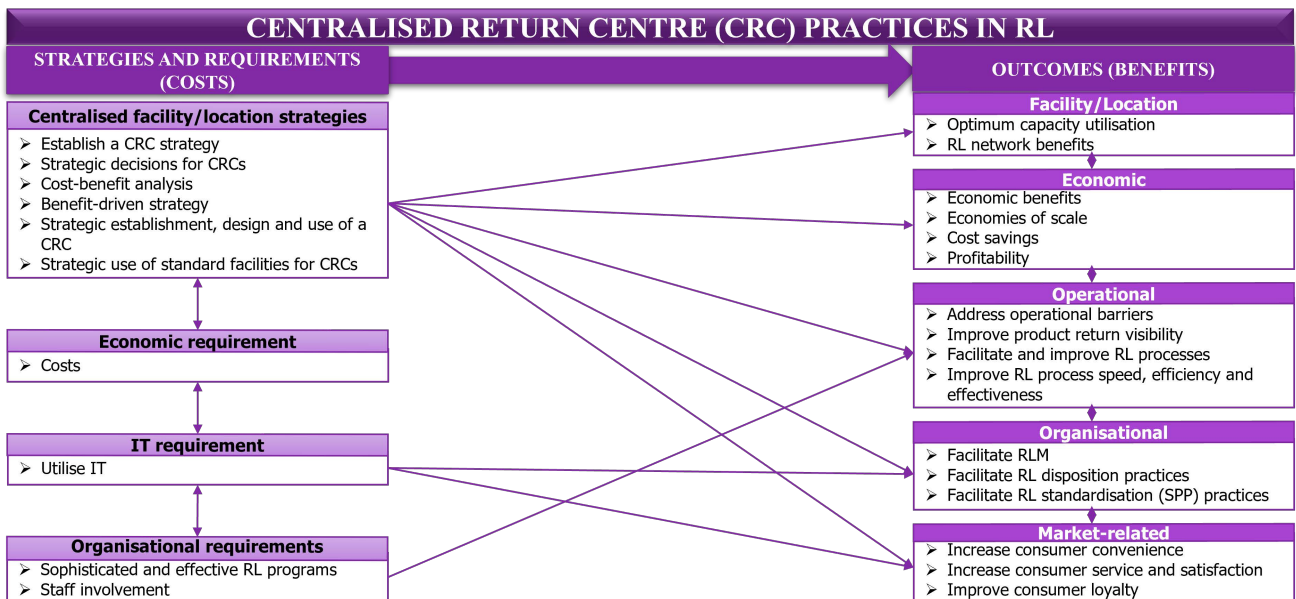 CENTRALISED RETURN CENTRE (CRC) PRACTICES IN RL
STRATEGIES AND REQUIREMENTS
(COSTS)
OUTCOMES (BENEFITS)
Centralised facility/location strategies
➢ Establish a CRC strategy
➢ Strategic decisions for CRCs
➢ Cost-benefit analysis
➢ Benefit-driven strategy
➢ Strategic establishment, design and use of a
CRC
➢ Strategic use of standard facilities for CRCs
Economic requirement
➢ Costs
IT requirement
➢ Utilise IT
Organisational requirements
➢ Sophisticated and effective RL programs
➢ Staff involvement
Facility/Location
➢ Optimum capacity utilisation
➢ RL network benefits
Economic
➢ Economic benefits
➢ Economies of scale
➢ Cost savings
➢ Profitability
Operational
➢ Address operational barriers
➢ Improve product return visibility
➢ Facilitate and improve RL processes
➢ Improve RL process speed, efficiency and
effectiveness
Organisational
➢ Facilitate RLM
➢ Facilitate RL disposition practices
➢ Facilitate RL standardisation (SPP) practices
Market-related
➢ Increase consumer convenience
➢ Increase consumer service and satisfaction
➢ Improve consumer loyalty